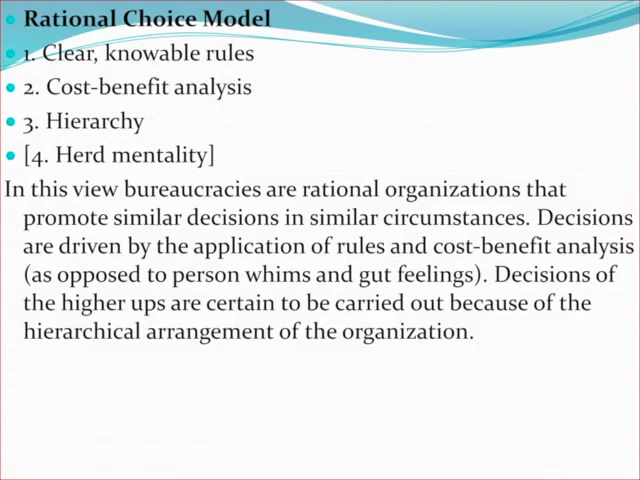 Rational Choice Model
1. Clear, knowable rules
2. Cost-benefit analysis
3. Hierarchy
[4. Herd mentality]
In this view bureaucracies are rational organizations that
promote similar decisions in similar circumstances. Decisions
are driven by the application of rules and cost-benefit analysis
(as opposed to person whims and gut feelings). Decisions of
the higher ups are certain to be carried out because of the
hierarchical arrangement of the organization.